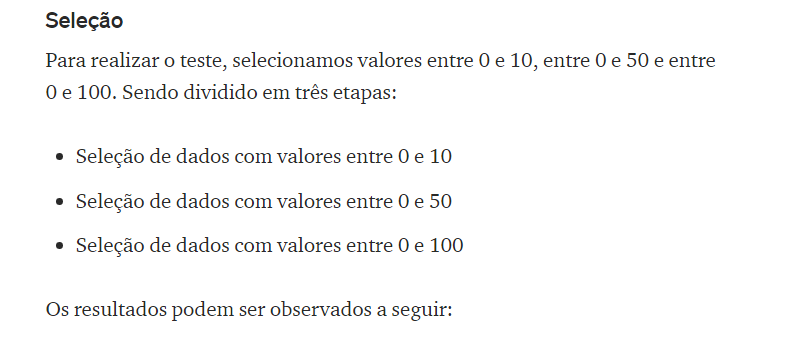 Seleção
Para realizar o teste, selecionamos valores entre 0 e 10, entre 0 e 50 e entre
0 e 100. Sendo dividido em três etapas:
• Seleção de dados com valores entre 0 e 10
• Seleção de dados com valores entre 0 e 50
• Seleção de dados com valores entre 0 e 100
Os resultados podem ser observados a seguir: